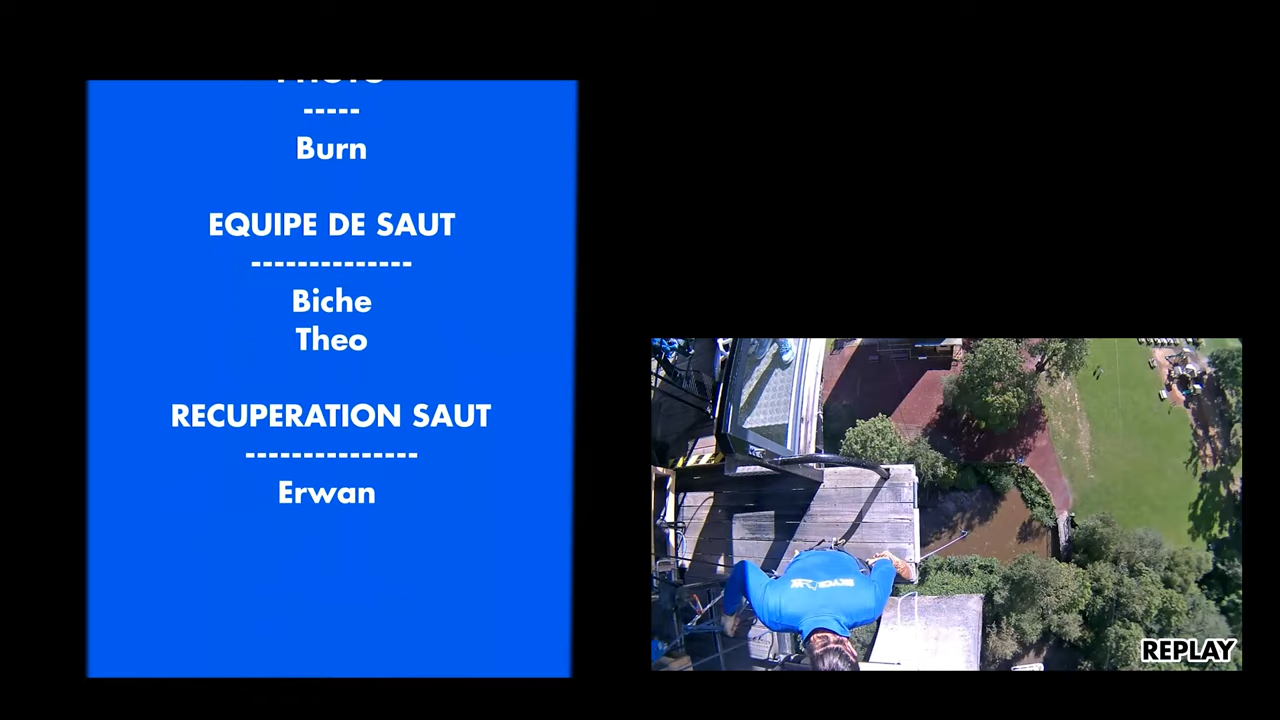 -----
Burn
EQUIPE DE SAUT
--------------
Biche
Theo
RECUPERATION SAUT
---------------
Erwan
REPLAY